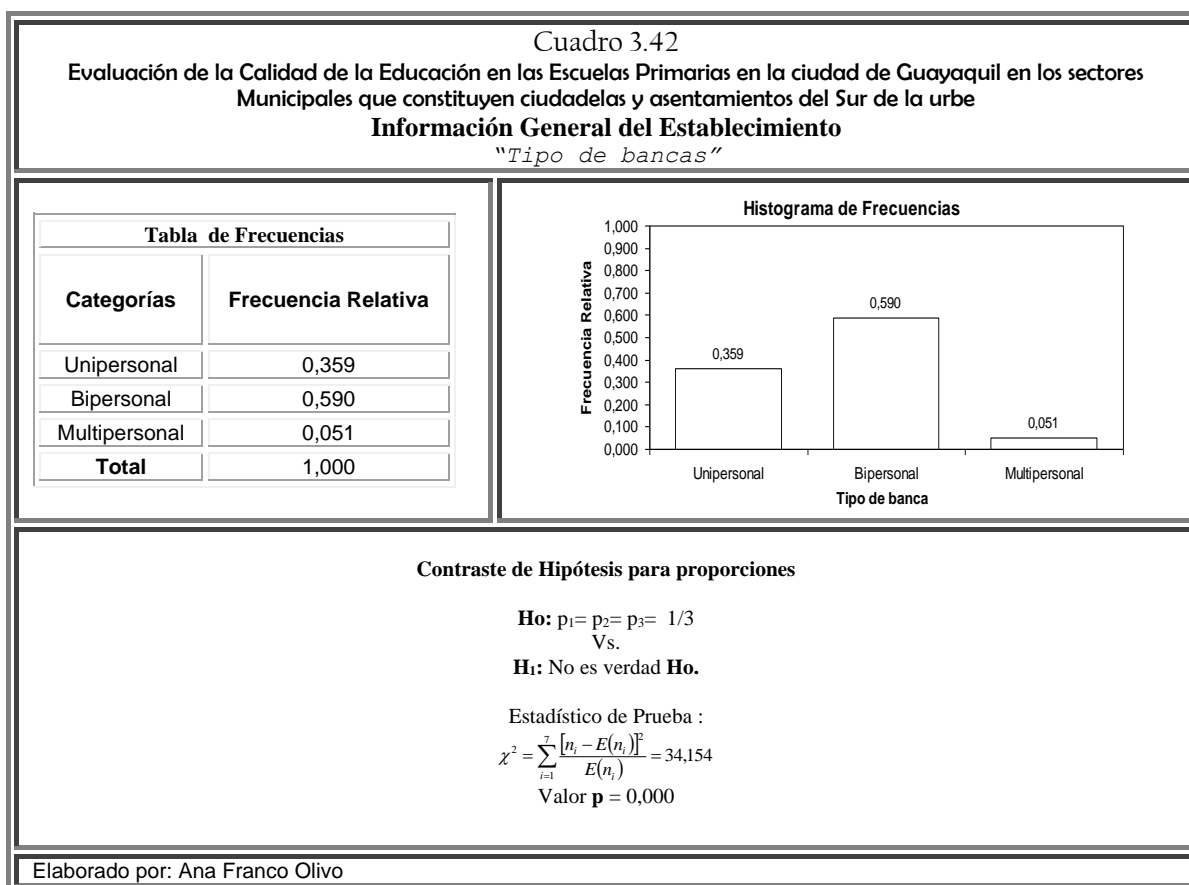 Cuadro 3.42
Evaluación de la Calidad de la Educación en las Escuelas Primarias en la ciudad de Guayaquil en los sectores
Municipales que constituyen ciudadelas y asentamientos del Sur de la urbe
Información General del Establecimiento
“Tipo de bancas”
Tabla de Frecuencias
Categorías Frecuencia Relativa
Unipersonal 0,359
Bipersonal 0,590
Multipersonal 0,051
Total 1,000
Histograma de Frecuencias
Frecuencia Relativa
1,000
0,900
0,800
0,700
0,600
0,500
0,400
0,300
0,200
0,100
0,000
0,359
0,590
0,051
Unipersonal Bipersonal Multipersonal
Tipo de banca
Contraste de Hipótesis para proporciones
Ho: p₁= p₂= p₃= 1/3
Vs.
H₁: No es verdad Ho.
Estadístico de Prueba :
χ² = ∑_{i=1}^{7} [n_i − E(n_i)]² / E(n_i) = 34,154
Valor p = 0,000
Elaborado por: Ana Franco Olivo